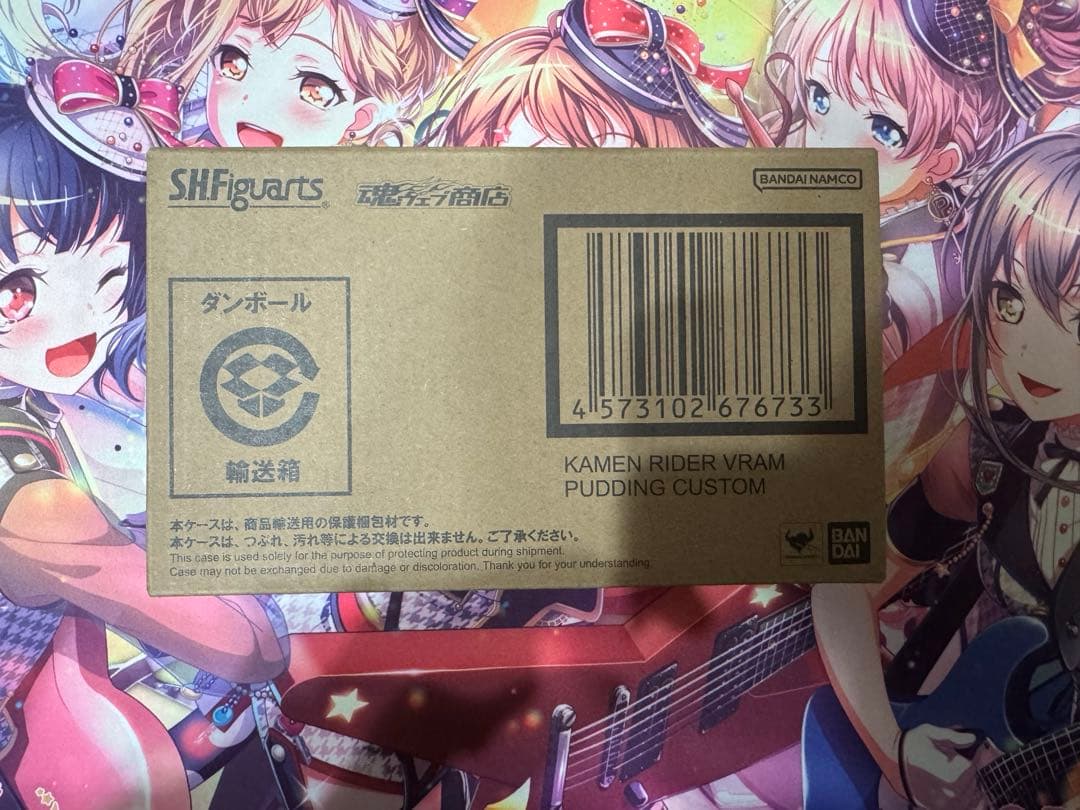 S.H.Figuarts®
魂ウェブ商店
BANDAI NAMCO
ダンボール
輸送箱
4 573102 676733
KAMEN RIDER VRAM
PUDDING CUSTOM
本ケースは、商品輸送用の保護梱包材です。
本ケースは、つぶれ、汚れ等による交換は出来ません。ご了承ください。
This case is used solely for the purpose of protecting product during shipment.
Case may not be exchanged due to damage or discoloration. Thank you for your understanding.
BAN
DAI